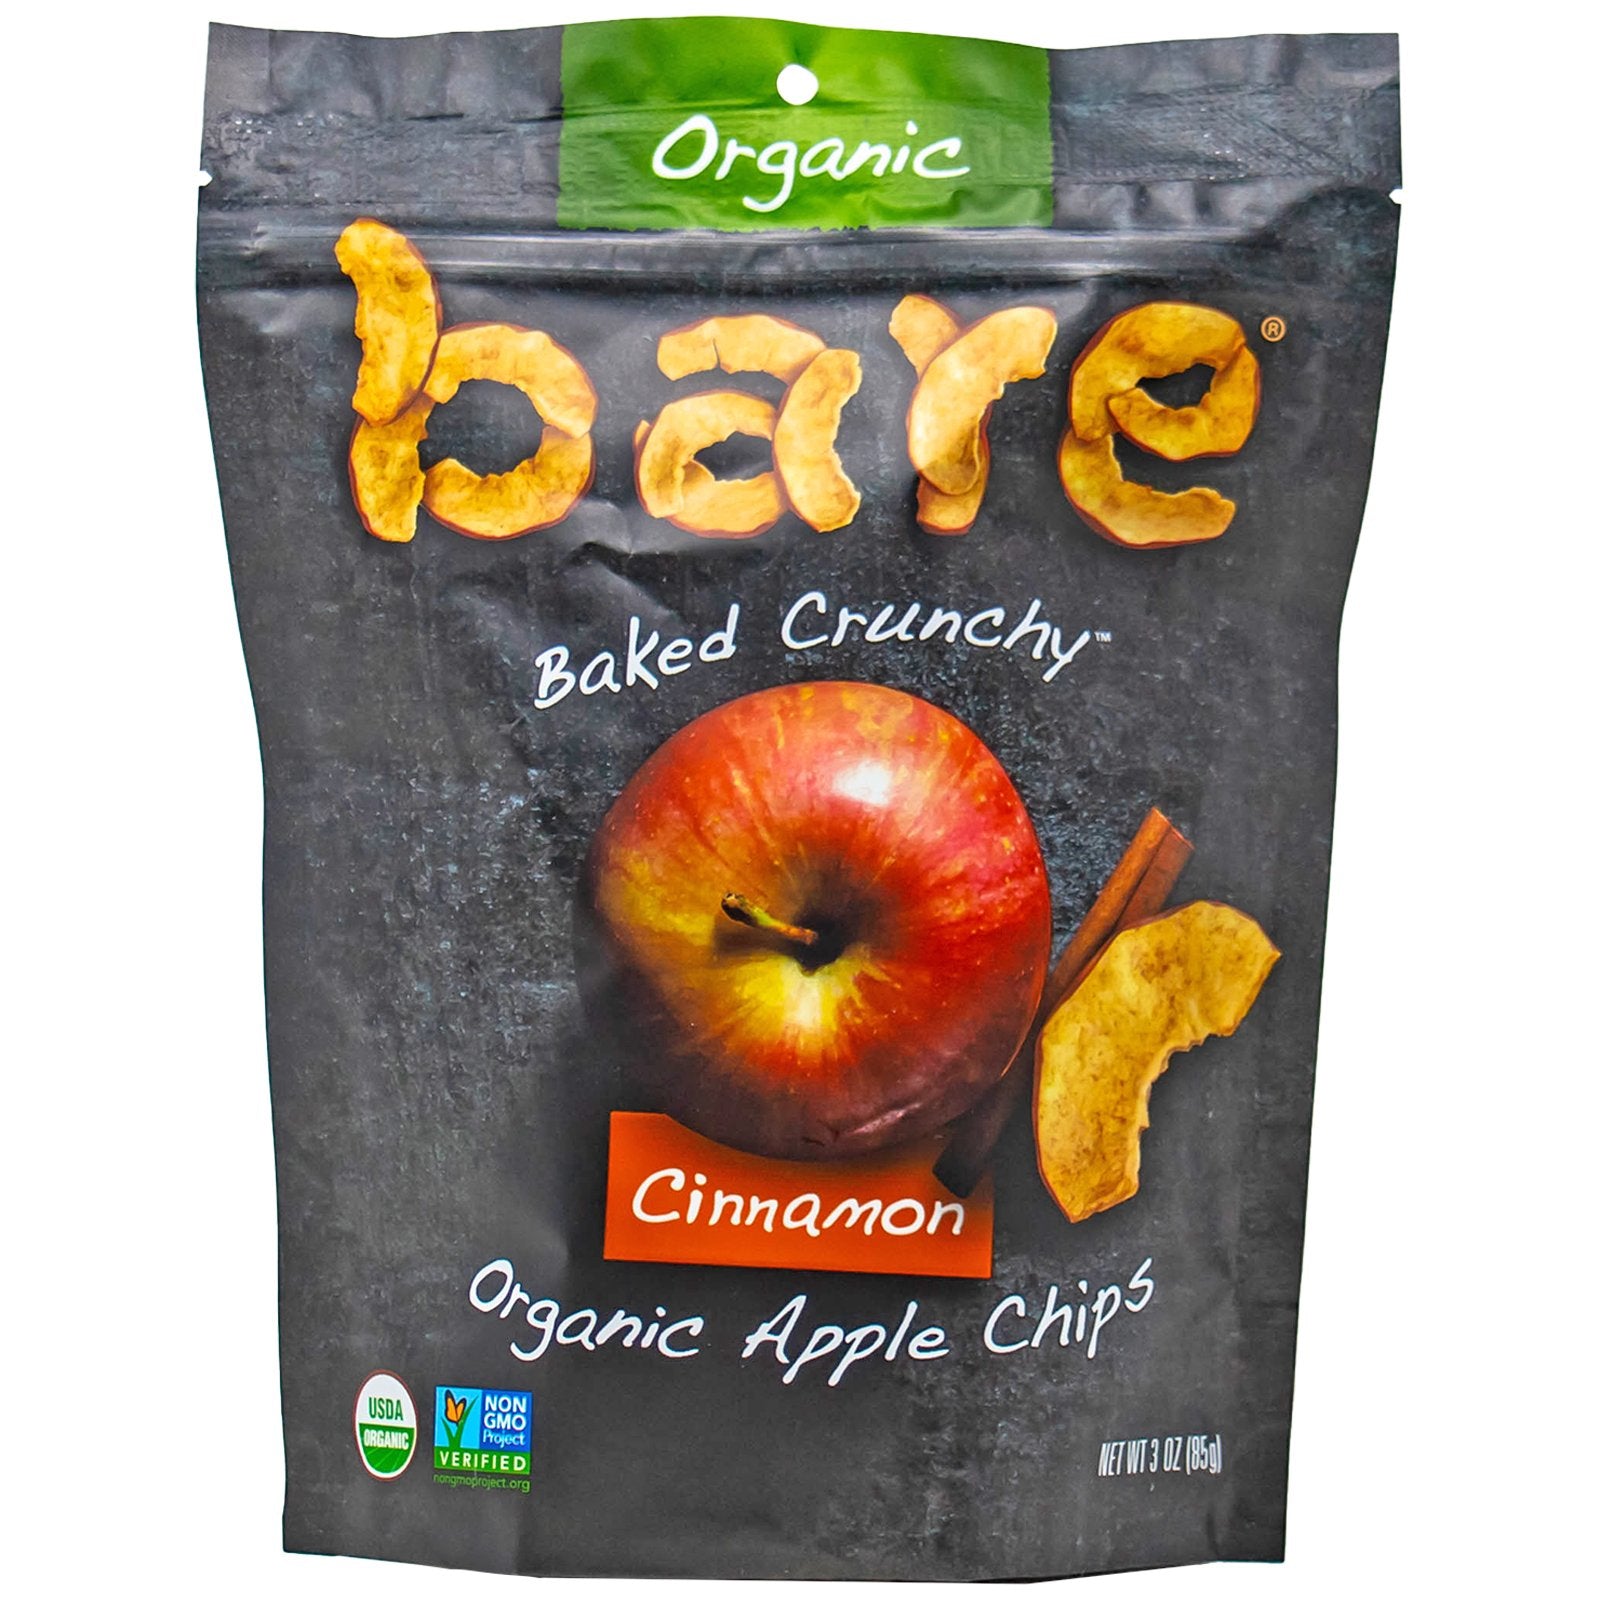 Organic
bare®
Baked Crunchy™
Cinnamon
Organic Apple Chips
USDA
ORGANIC
NON
GMO
Project
VERIFIED
nongmoproject.org
NET WT 3 OZ (85g)